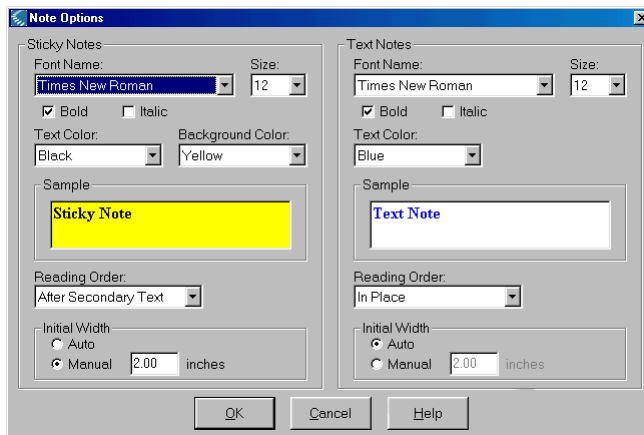 Note Options
Sticky Notes
Font Name: Size:
Times New Roman 12
Bold Italic
Text Color: Background Color:
Black Yellow
Sample
Sticky Note
Reading Order:
After Secondary Text
Initial Width
Auto
Manual 2.00 inches
Text Notes
Font Name: Size:
Times New Roman 12
Bold Italic
Text Color:
Blue
Sample
Text Note
Reading Order:
In Place
Initial Width
Auto
Manual 2.00 inches
OK Cancel Help